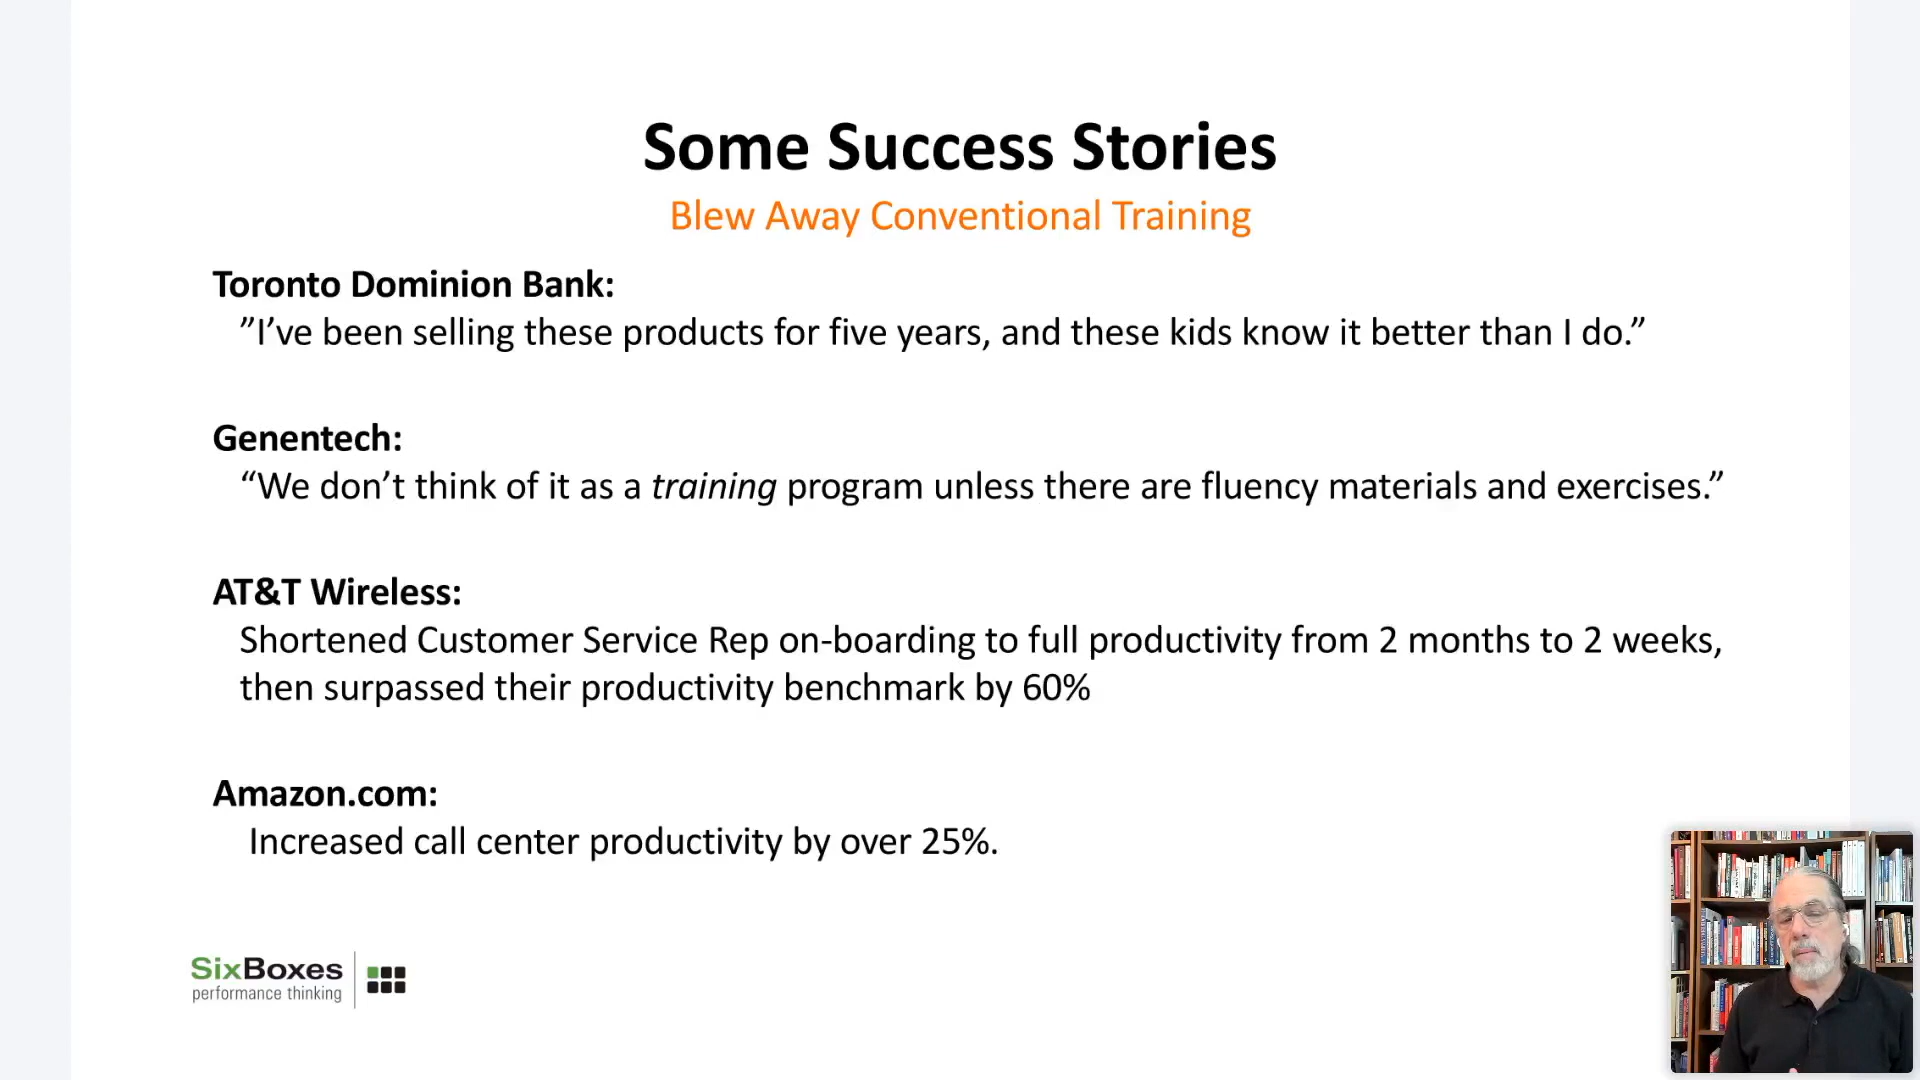 Some Success Stories
Blew Away Conventional Training
Toronto Dominion Bank:
”I’ve been selling these products for five years, and these kids know it better than I do.”
Genentech:
“We don’t think of it as a training program unless there are fluency materials and exercises.”
AT&T Wireless:
Shortened Customer Service Rep on-boarding to full productivity from 2 months to 2 weeks,
then surpassed their productivity benchmark by 60%
Amazon.com:
Increased call center productivity by over 25%.
SixBoxes
performance thinking